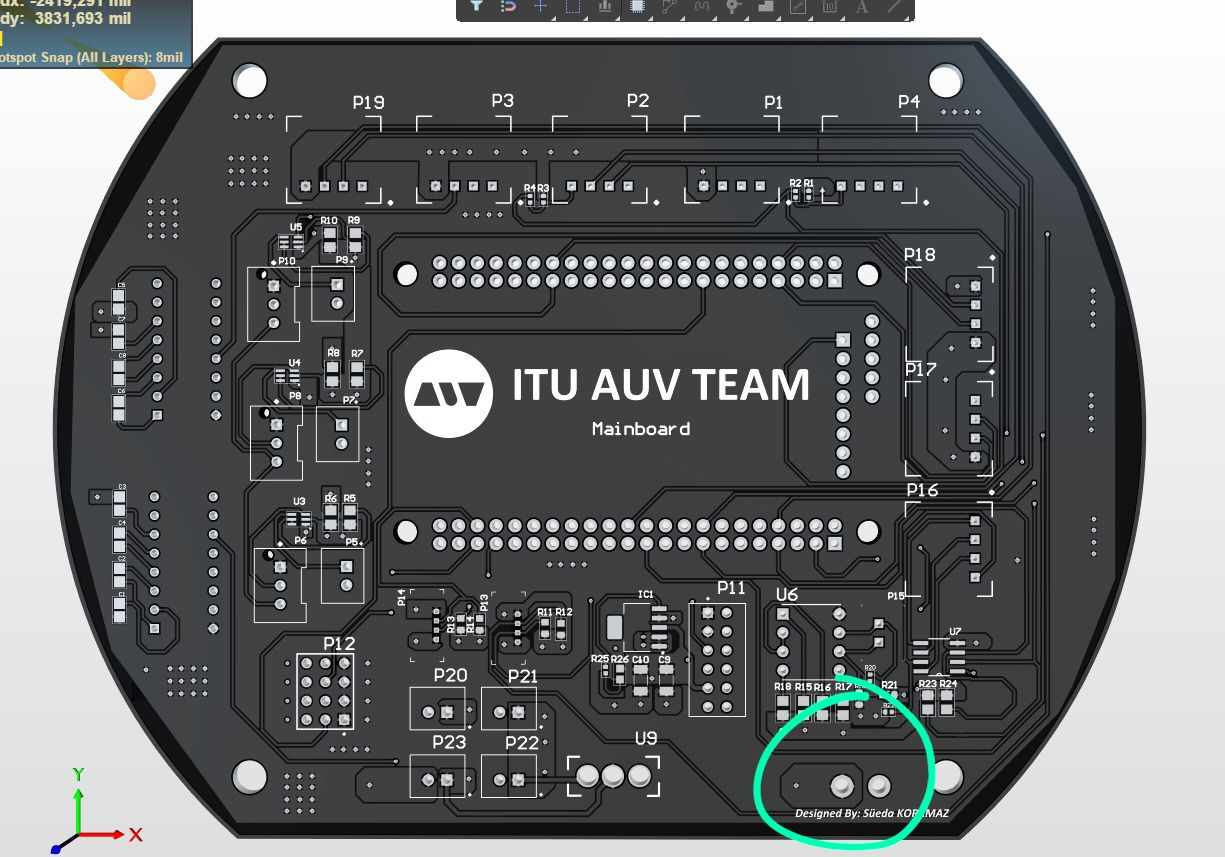 dx: -2419,291 mil
dy: 3831,693 mil
otspot Snap (All Layers): 8mil
P19
P3
P2
P1
P4
R4 R3
R2 R1
U5
R10 R9
P10
P9
P18
C5
C7
C8
C6
U4
R8 R7
P8
P7
P17
ITU AUV TEAM
Mainboard
C3
C4
C2
C1
U3
R6 R5
P6
P5
P16
P14
R13
R14
P13
R11 R12
IC1
P11
U6
P15
U7
P12
R25 R26 C10 C9
R20
R18 R15 R16 R17
R21
R23 R24
P20
P21
P23
P22
U9
Designed By: Süeda
Y
X